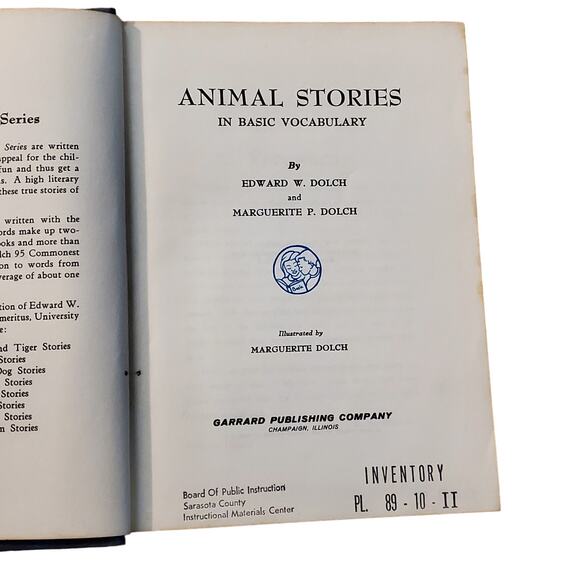 Series
Series are written
appeal for the chil-
fun and thus get a
s. A high literary
these true stories of
written with the
ords make up two-
ooks and more than
lch 95 Commonest
on to words from
verage of about one
tion of Edward W.
meritus, University
e:
nd Tiger Stories
Stories
Dog Stories
Stories
Stories
Stories
Stories
n Stories
ANIMAL STORIES
IN BASIC VOCABULARY
By
EDWARD W. DOLCH
and
MARGUERITE P. DOLCH
Basic
Illustrated by
MARGUERITE DOLCH
GARRARD PUBLISHING COMPANY
CHAMPAIGN, ILLINOIS
Board Of Public Instruction
Sarasota County
Instructional Materials Center
INVENTORY
PL. 89 - 10 - II